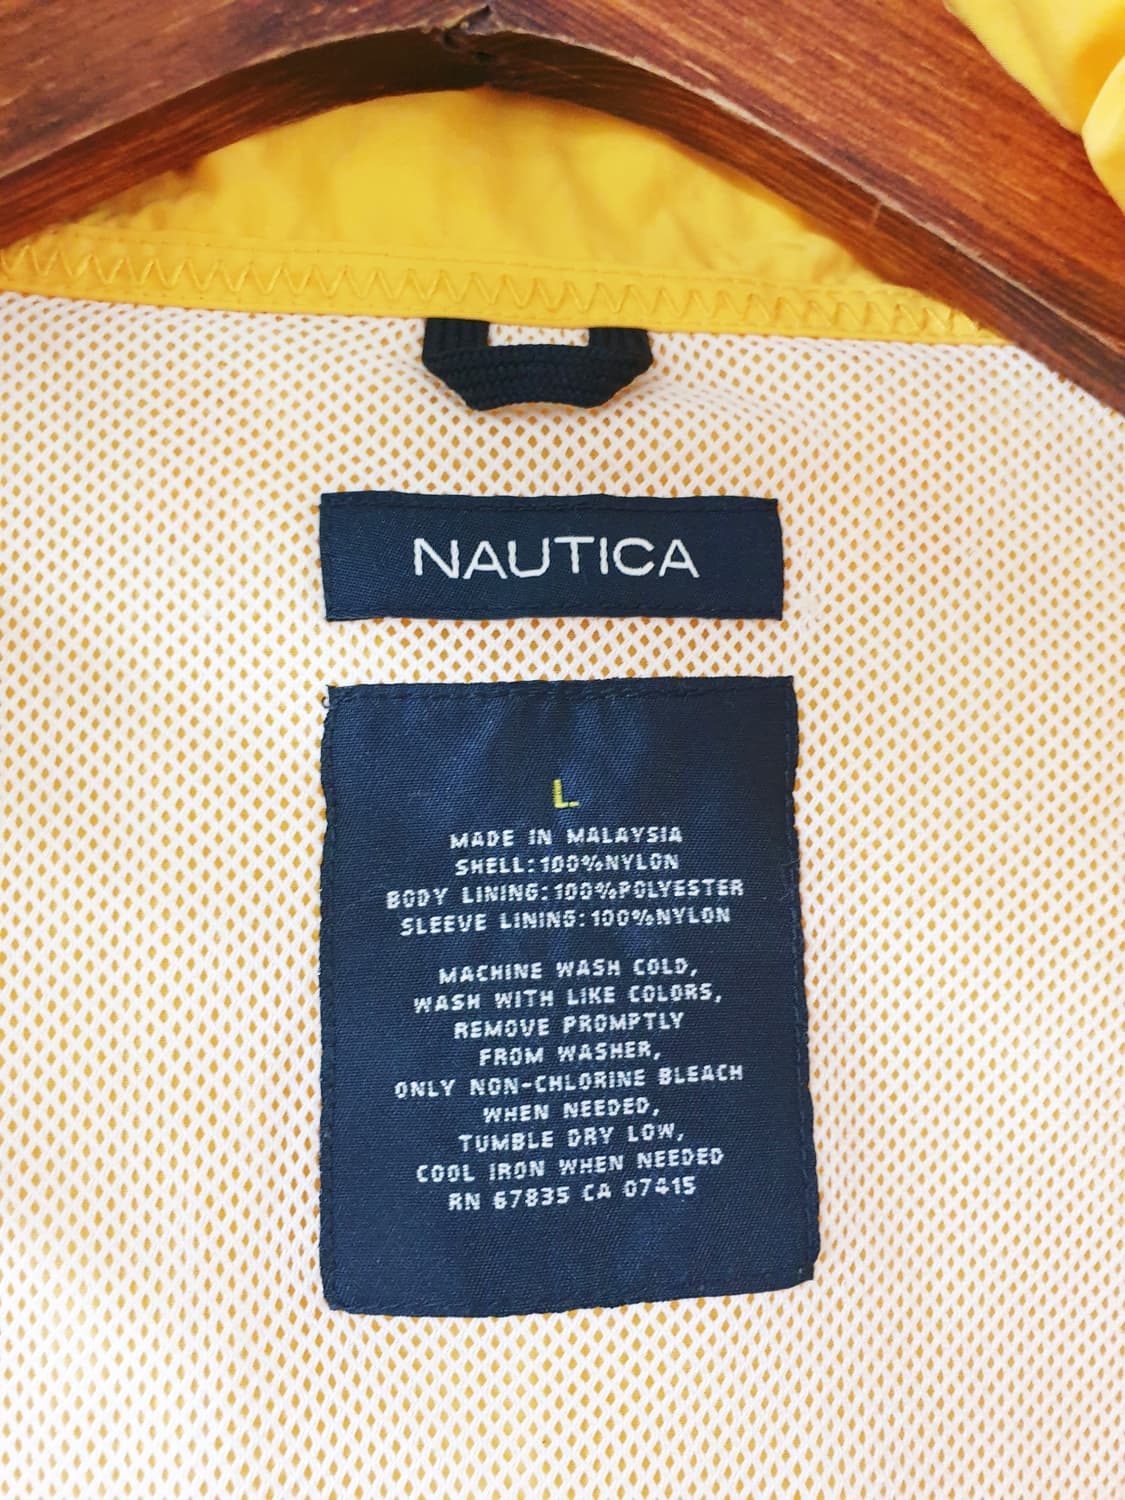 NAUTICA
L
MADE IN MALAYSIA
SHELL:100%NYLON
BODY LINING:100%POLYESTER
SLEEVE LINING:100%NYLON
MACHINE WASH COLD,
WASH WITH LIKE COLORS,
REMOVE PROMPTLY
FROM WASHER,
ONLY NON-CHLORINE BLEACH
WHEN NEEDED,
TUMBLE DRY LOW,
COOL IRON WHEN NEEDED
RN 67835 CA 07415